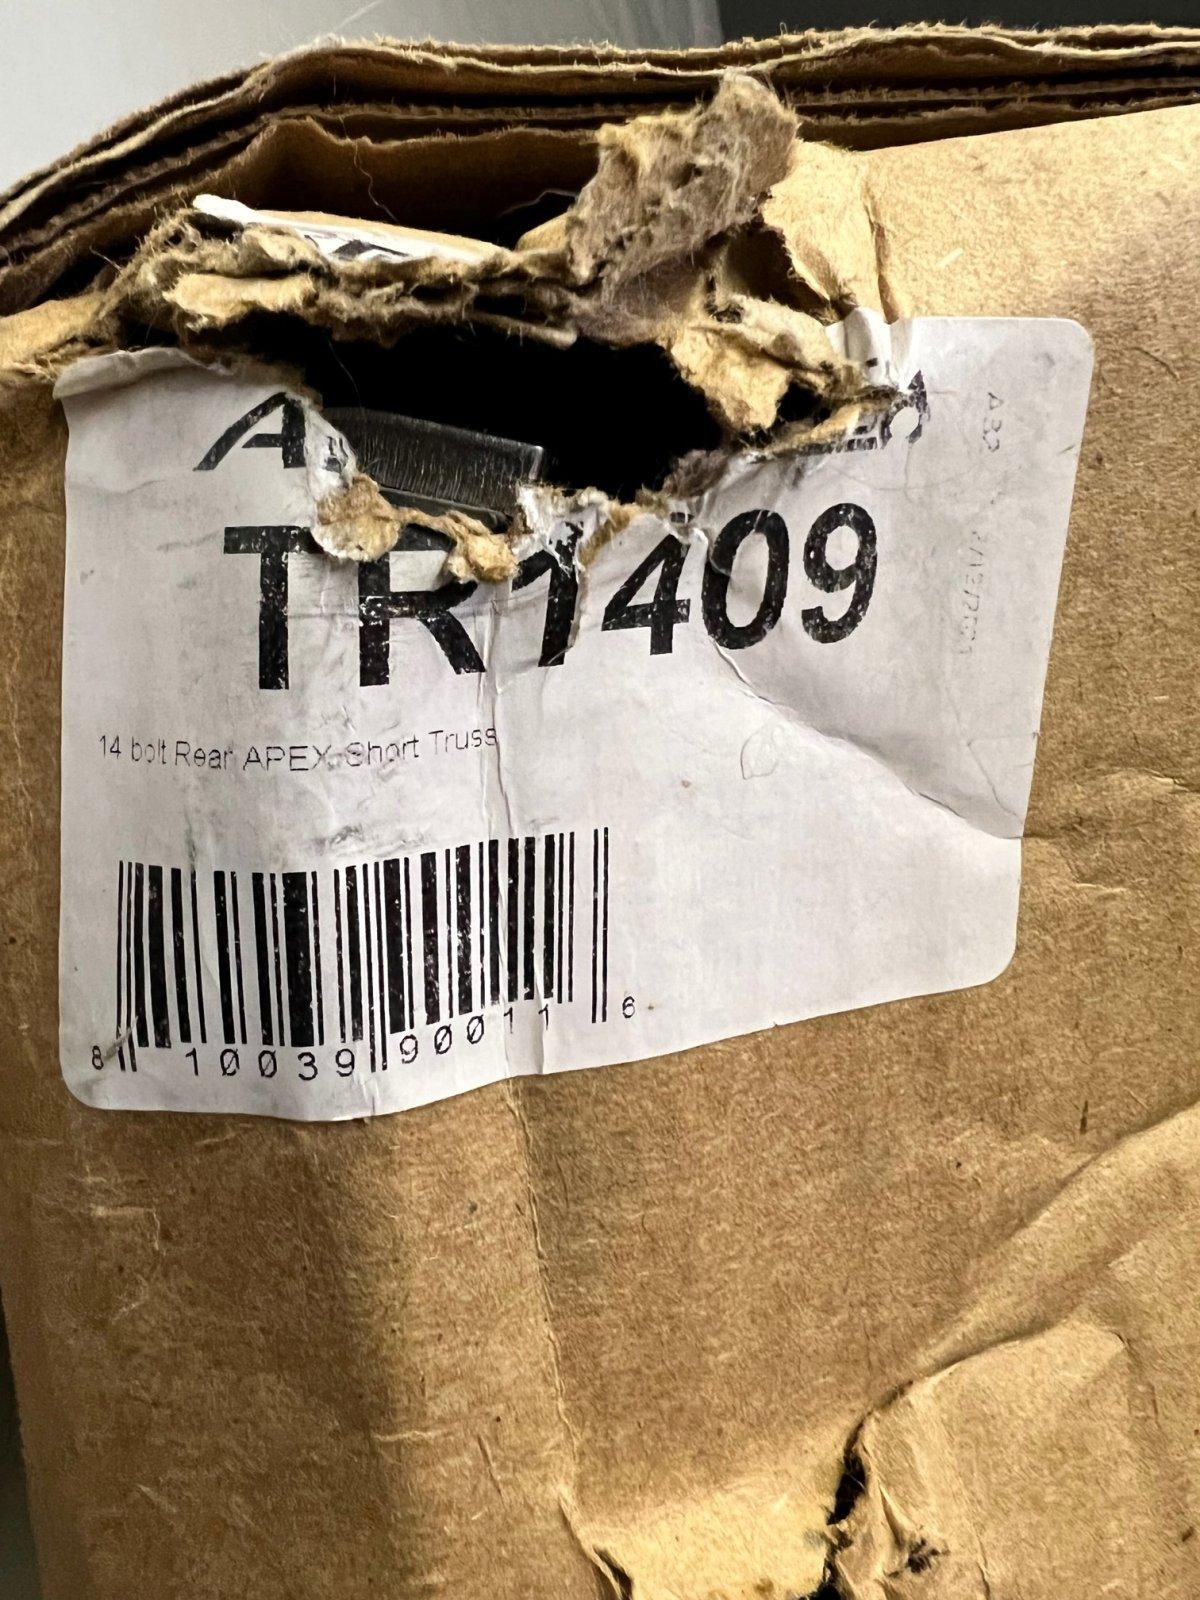 TR1409
14 bolt Rear APEX Short Truss
8 10039 90011 6